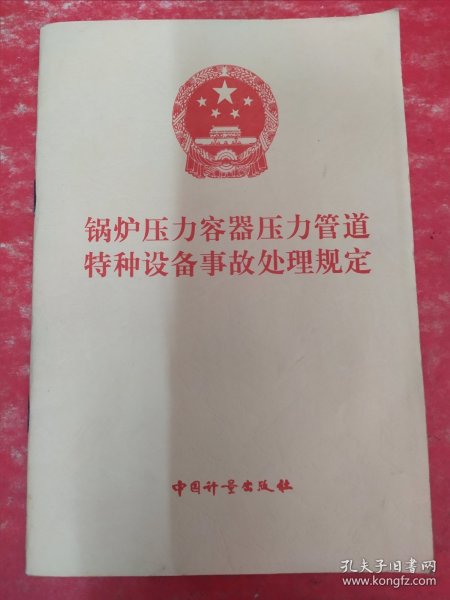 锅炉压力容器压力管道
特种设备事故处理规定
中国计量出版社
孔夫子旧书网
www.kongfz.com